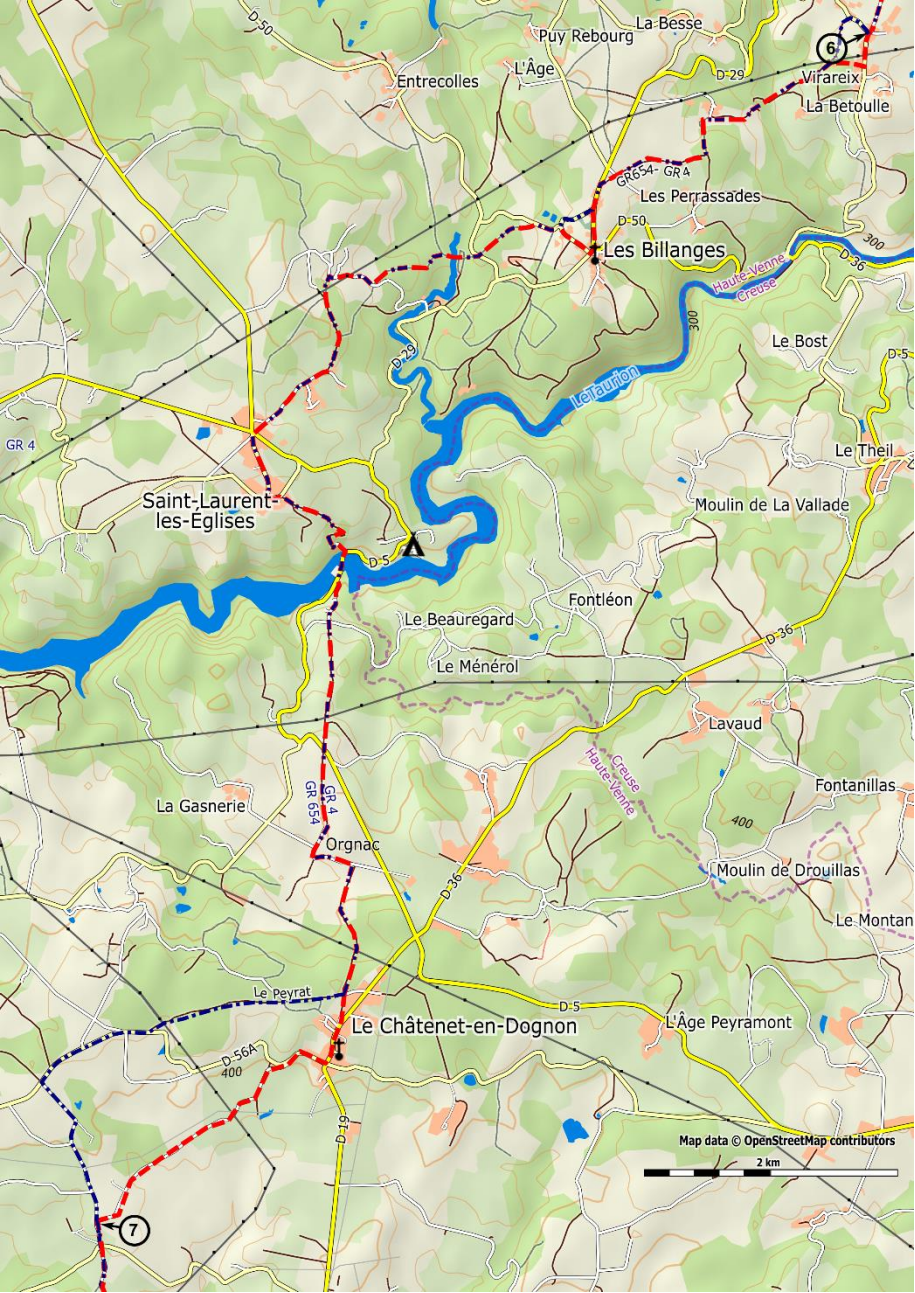 D-50
La Besse
Puy Rebourg
6
L'Âge
D 29
Virareix
Entrecolles
La Betoulle
GR654- GR4
Les Perrassades
D-50
Les Billanges
300
D-36
Haute-Venne
Creuse
300
Le Bost
D-5
D 29
Le Taurion
GR 4
Le Theil
Saint-Laurent-
les-Églises
Moulin de La Vallade
D 5
Fontléon
Le Beauregard
D-36
Le Ménérol
Lavaud
Creuse
Haute-Venne
Fontanillas
GR 4
GR 654
La Gasnerie
400
Orgnac
Moulin de Drouillas
D-36
Le Montan
Le Peyrat
D-5
Le Châtenet-en-Dognon
L'Âge Peyramont
D-56A
400
D-19
Map data © OpenStreetMap contributors
2 km
7